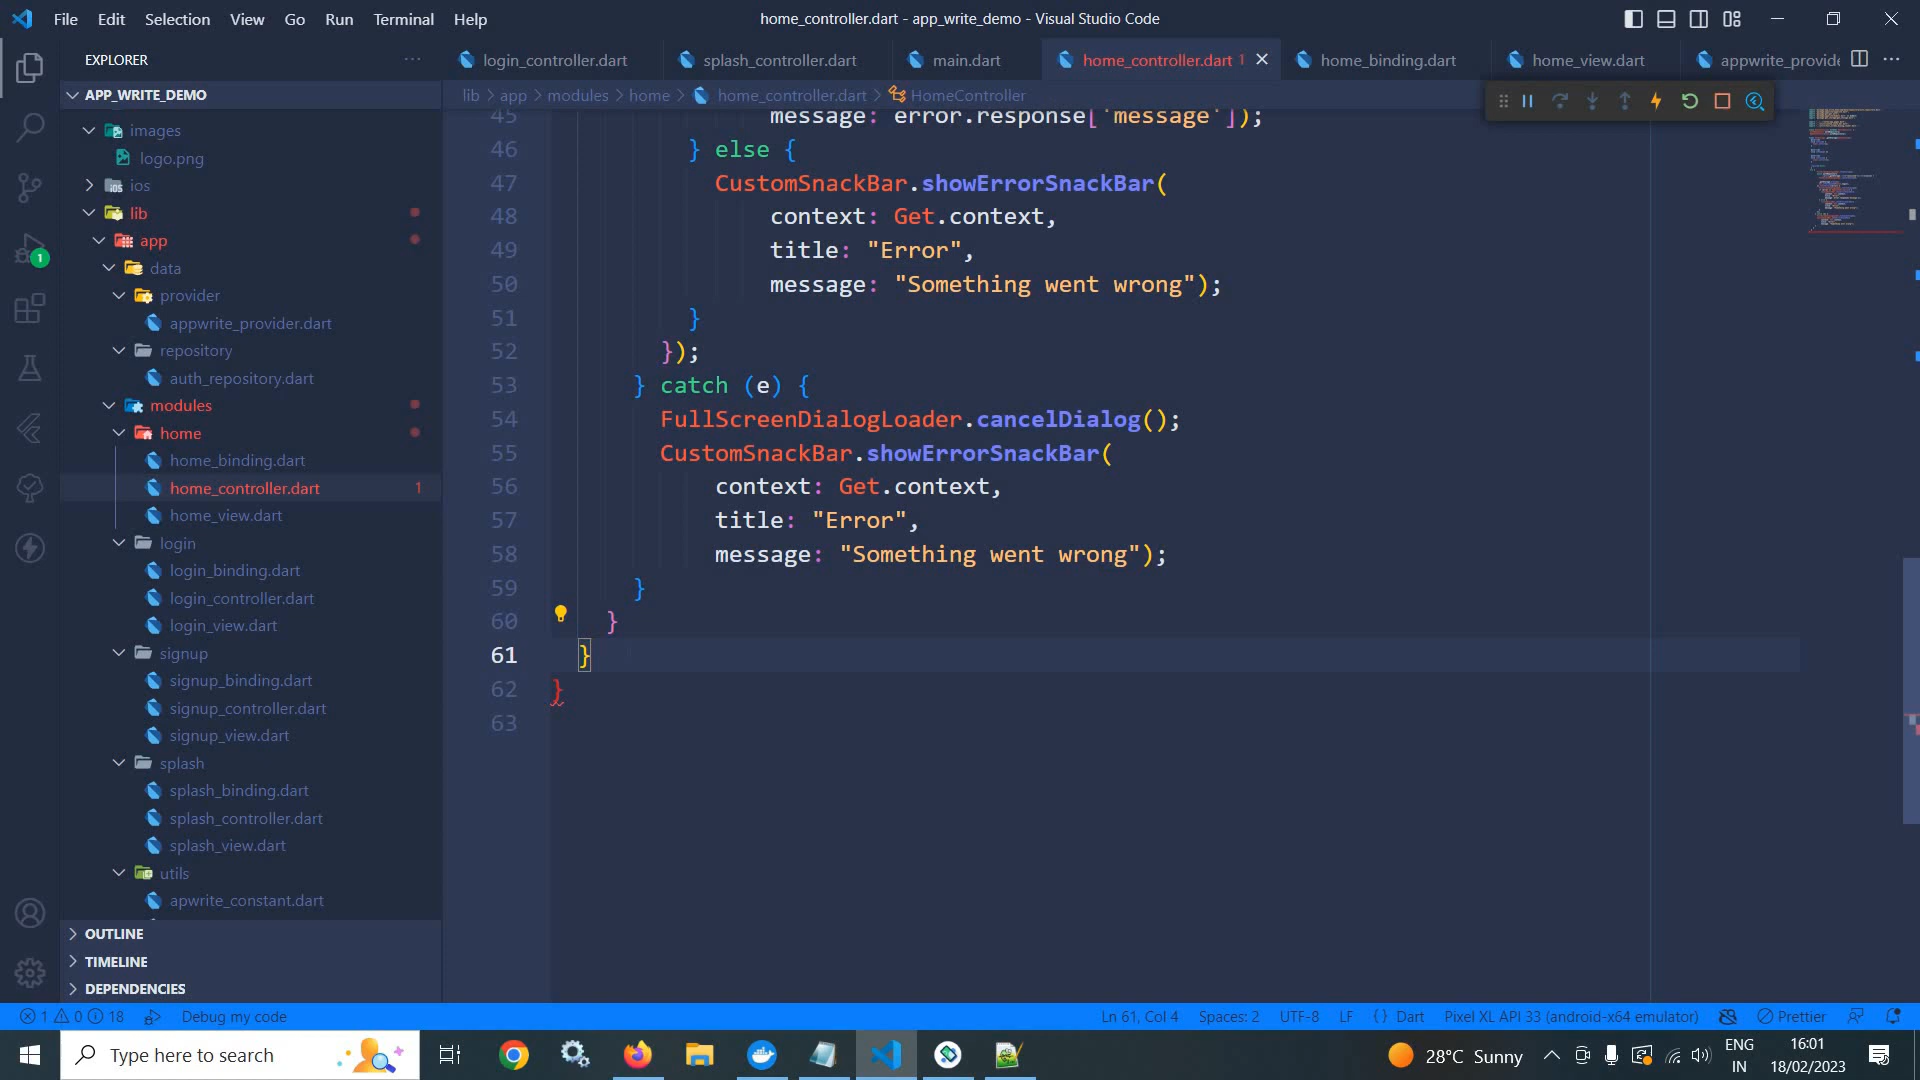 File Edit Selection View Go Run Terminal Help
home_controller.dart - app_write_demo - Visual Studio Code
EXPLORER
APP_WRITE_DEMO
images
logo.png
ios
lib
app
data
provider
appwrite_provider.dart
repository
auth_repository.dart
modules
home
home_binding.dart
home_controller.dart 1
home_view.dart
login
login_binding.dart
login_controller.dart
login_view.dart
signup
signup_binding.dart
signup_controller.dart
signup_view.dart
splash
splash_binding.dart
splash_controller.dart
splash_view.dart
utils
apwrite_constant.dart
OUTLINE
TIMELINE
DEPENDENCIES
1
login_controller.dart splash_controller.dart main.dart home_controller.dart 1 home_binding.dart home_view.dart appwrite_provide
lib > app > modules > home > home_controller.dart > HomeController
45 message: error.response['message']);
46 } else {
47 CustomSnackBar.showErrorSnackBar(
48 context: Get.context,
49 title: "Error",
50 message: "Something went wrong");
51 }
52 });
53 } catch (e) {
54 FullScreenDialogLoader.cancelDialog();
55 CustomSnackBar.showErrorSnackBar(
56 context: Get.context,
57 title: "Error",
58 message: "Something went wrong");
59 }
60 }
61 }
62 }
63
1 0 18 Debug my code Ln 61, Col 4 Spaces: 2 UTF-8 LF {} Dart Pixel XL API 33 (android-x64 emulator) Prettier
Type here to search
28°C Sunny
ENG
IN
16:01
18/02/2023